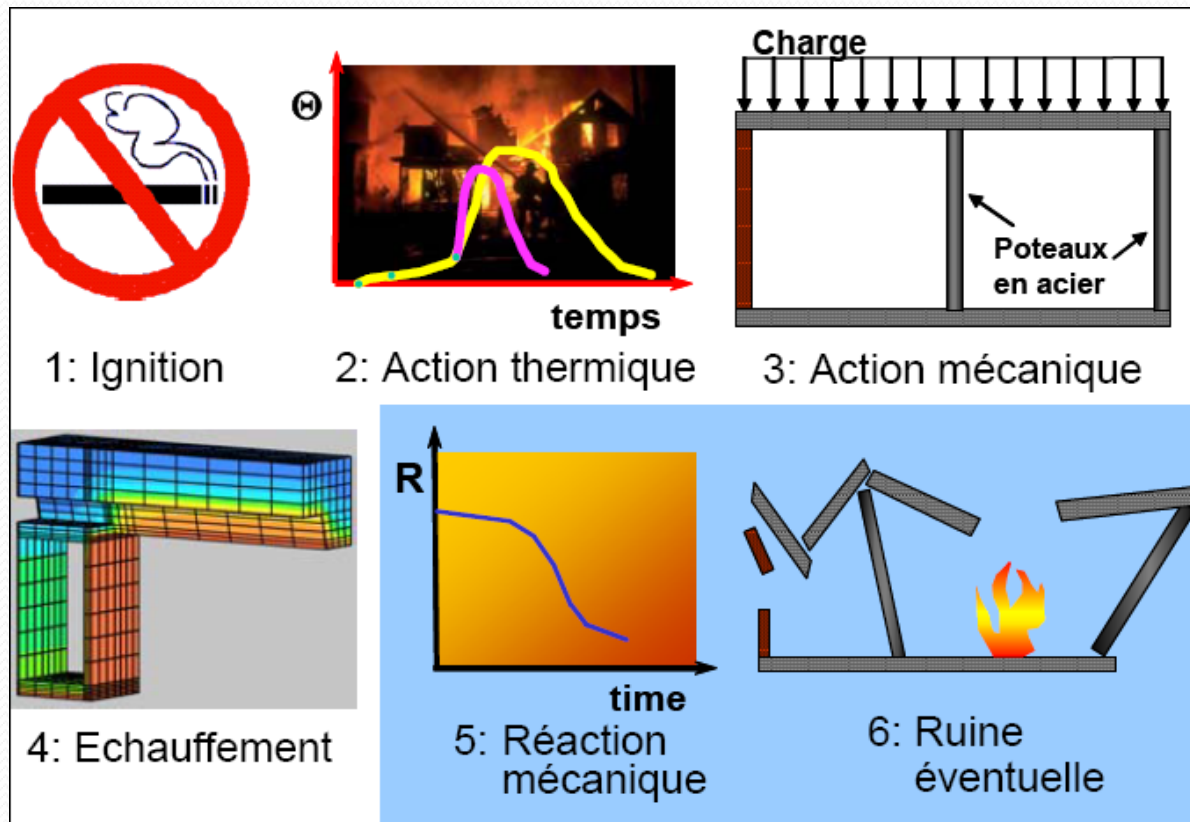 1: Ignition
Θ
temps
2: Action thermique
Charge
Poteaux
en acier
3: Action mécanique
4: Echauffement
R
time
5: Réaction
mécanique
6: Ruine
éventuelle